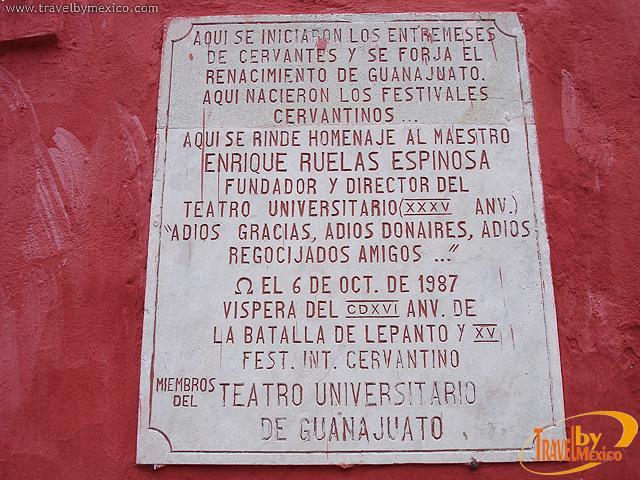 www.travelbymexico.com
AQUI SE INICIARON LOS ENTREMESES
DE CERVANTES Y SE FORJA EL
RENACIMIENTO DE GUANAJUATO.
AQUI NACIERON LOS FESTIVALES
CERVANTINOS ...
AQUI SE RINDE HOMENAJE AL MAESTRO
ENRIQUE RUELAS ESPINOSA
FUNDADOR Y DIRECTOR DEL
TEATRO UNIVERSITARIO (XXXV ANV.)
"ADIOS GRACIAS, ADIOS DONAIRES, ADIOS
REGOCIJADOS AMIGOS ..."
Ω EL 6 DE OCT. DE 1987
VISPERA DEL CDXVI ANV. DE
LA BATALLA DE LEPANTO Y XV
FEST. INT. CERVANTINO
MIEMBROS DEL TEATRO UNIVERSITARIO
DE GUANAJUATO
TRAVEL by MÉXICO